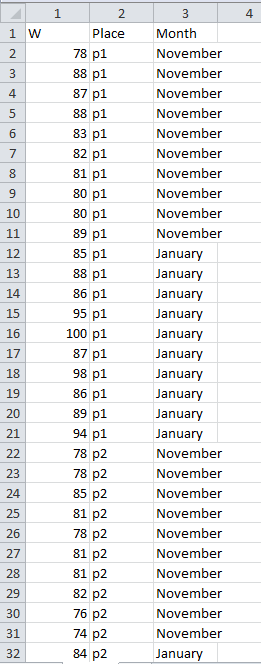 1 2 3 4
1 W Place Month
2 78 p1 November
3 88 p1 November
4 87 p1 November
5 88 p1 November
6 83 p1 November
7 82 p1 November
8 81 p1 November
9 80 p1 November
10 80 p1 November
11 89 p1 November
12 85 p1 January
13 88 p1 January
14 86 p1 January
15 95 p1 January
16 100 p1 January
17 87 p1 January
18 98 p1 January
19 86 p1 January
20 89 p1 January
21 94 p1 January
22 78 p2 November
23 78 p2 November
24 85 p2 November
25 81 p2 November
26 78 p2 November
27 81 p2 November
28 81 p2 November
29 82 p2 November
30 76 p2 November
31 74 p2 November
32 84 p2 January